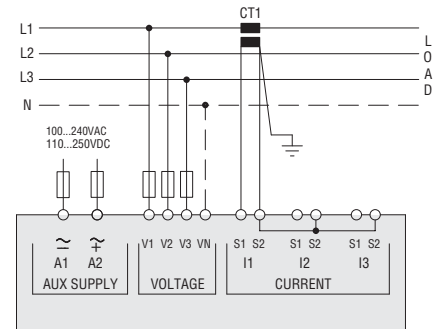 CT1
L1
L2
L3
N
LOAD
100...240VAC
110...250VDC
V1 V2 V3 VN S1 S2 S1 S2 S1 S2
A1 A2 I1 I2 I3
AUX SUPPLY VOLTAGE CURRENT